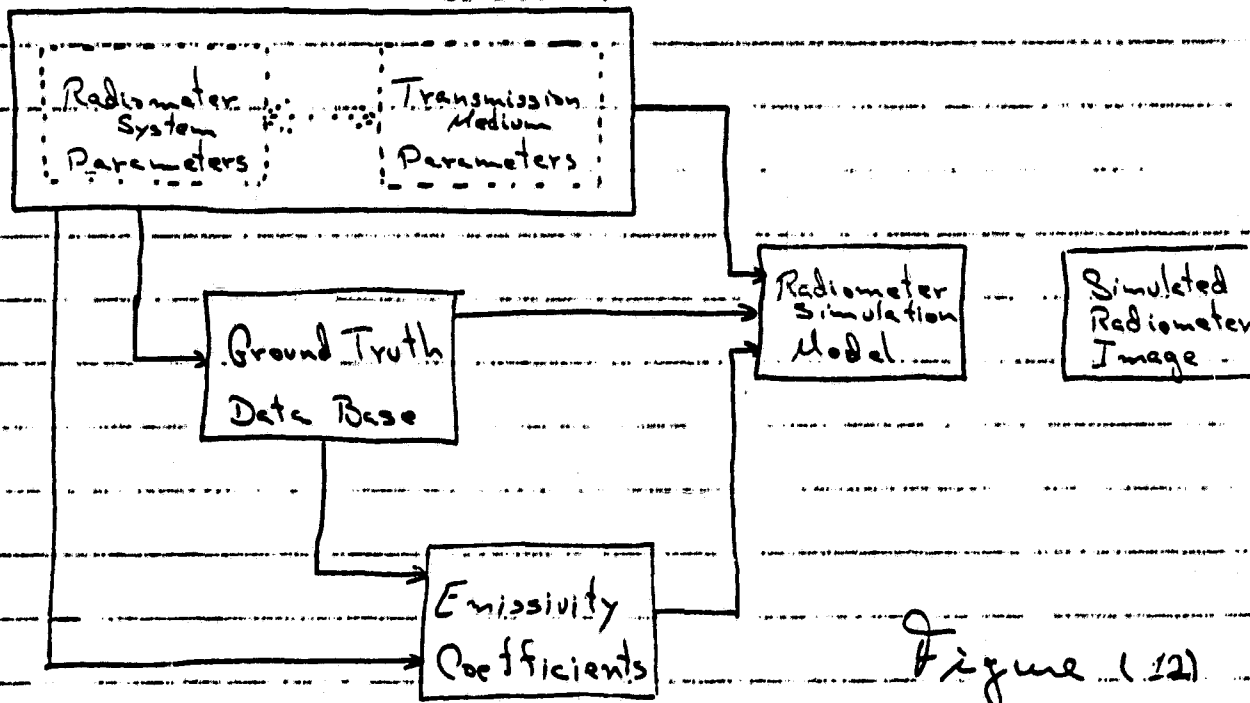 Radiometer
System
Parameters
Transmission
Medium
Parameters
Ground Truth
Data Base
Radiometer
Simulation
Model
Simulated
Radiometer
Image
Emissivity
Coefficients
Figure (12)